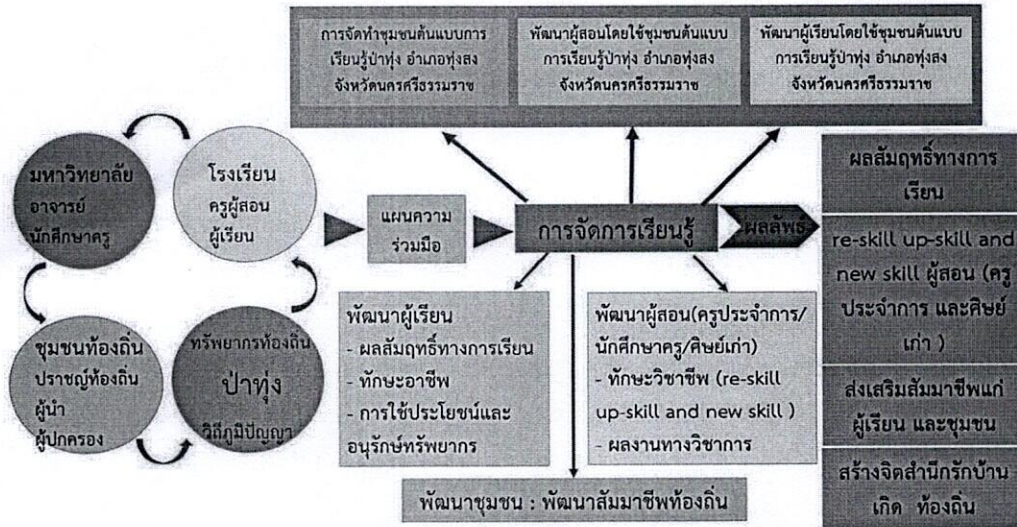 การจัดทำชุมชนต้นแบบการ
เรียนรู้ป่าทุ่ง อำเภอทุ่งสง
จังหวัดนครศรีธรรมราช
พัฒนาผู้สอนโดยใช้ชุมชนต้นแบบ
การเรียนรู้ป่าทุ่ง อำเภอทุ่งสง
จังหวัดนครศรีธรรมราช
พัฒนาผู้เรียนโดยใช้ชุมชนต้นแบบ
การเรียนรู้ป่าทุ่ง อำเภอทุ่งสง
จังหวัดนครศรีธรรมราช
มหาวิทยาลัย
อาจารย์
นักศึกษาครู
โรงเรียน
ครูผู้สอน
ผู้เรียน
ชุมชนท้องถิ่น
ปราชญ์ท้องถิ่น
ผู้นำ
ผู้ปกครอง
ทรัพยากรท้องถิ่น
ป่าทุ่ง
วิถีภูมิปัญญา
แผนความ
ร่วมมือ
การจัดการเรียนรู้
ผลลัพธ์
พัฒนาผู้เรียน
- ผลสัมฤทธิ์ทางการเรียน
- ทักษะอาชีพ
- การใช้ประโยชน์และ
อนุรักษ์ทรัพยากร
พัฒนาผู้สอน(ครูประจำการ/
นักศึกษาครู/ศิษย์เก่า)
- ทักษะวิชาชีพ (re-skill
up-skill and new skill )
- ผลงานทางวิชาการ
พัฒนาชุมชน : พัฒนาสัมมาชีพท้องถิ่น
ผลสัมฤทธิ์ทางการ
เรียน
re-skill up-skill and
new skill ผู้สอน (ครู
ประจำการ และศิษย์
เก่า )
ส่งเสริมสัมมาชีพแก่
ผู้เรียน และชุมชน
สร้างจิตสำนึกรักบ้าน
เกิด ท้องถิ่น